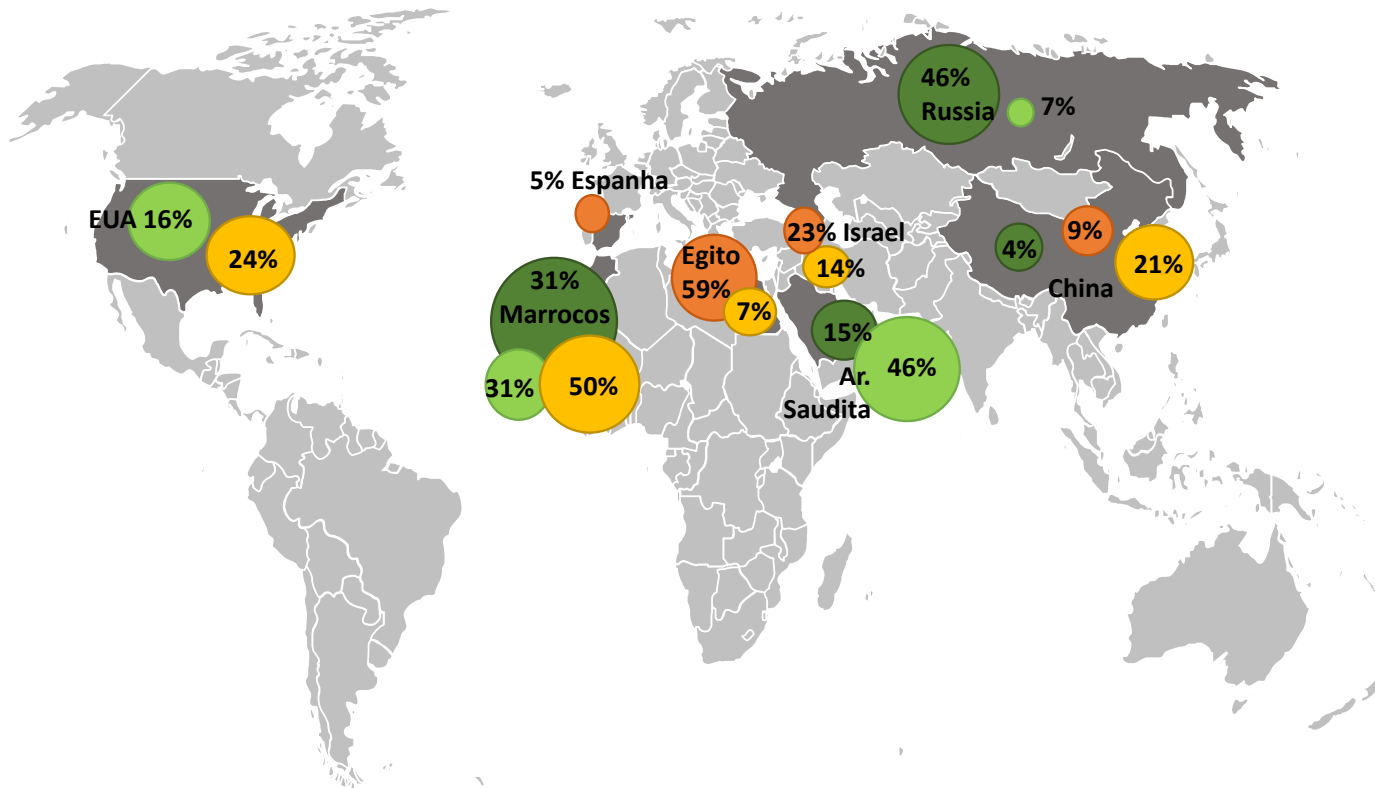 46%
Russia
7%
5% Espanha
EUA 16%
24%
23% Israel
14%
Egito
59%
7%
31%
Marrocos
31%
50%
15%
Ar.
Saudita
46%
4%
9%
21%
China